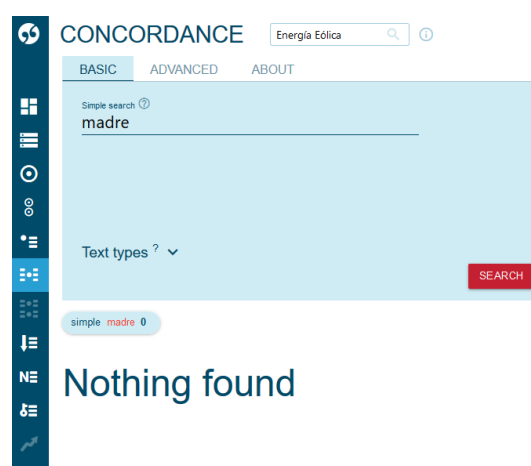 CONCORDANCE Energía Eólica
BASIC ADVANCED ABOUT
Simple search ?
madre
Text types ?
SEARCH
simple madre 0
Nothing found
N